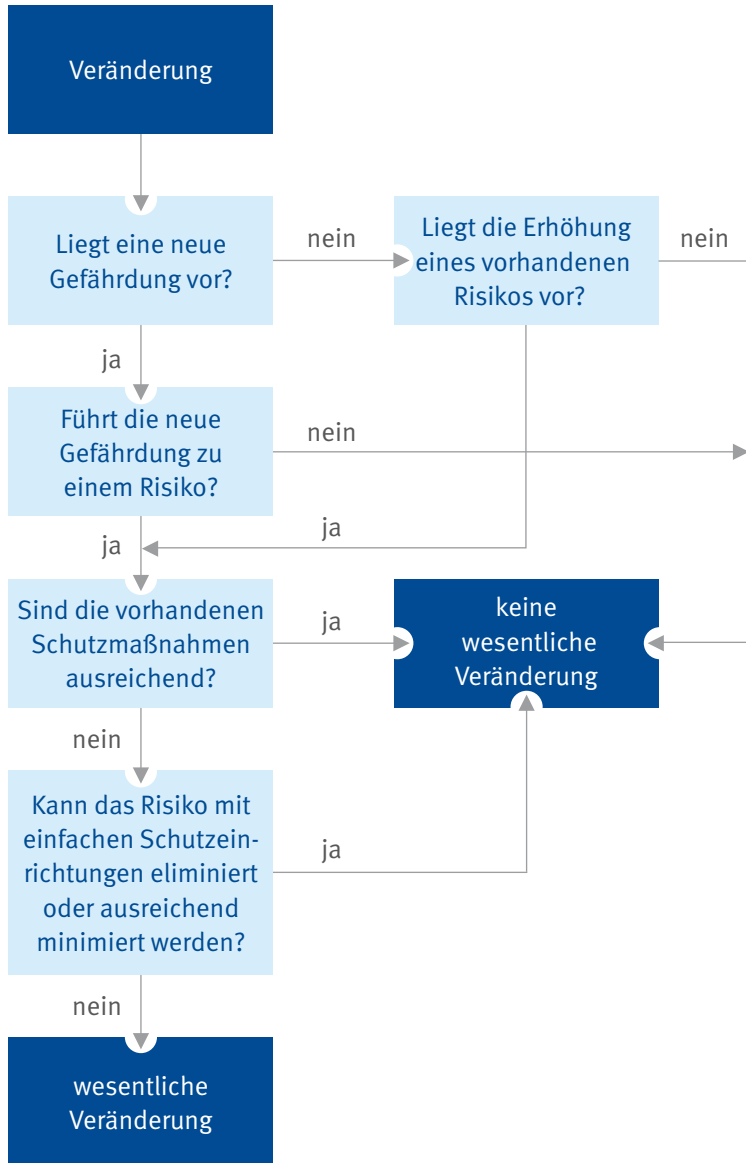 Veränderung
Liegt eine neue
Gefährdung vor?
nein
Liegt die Erhöhung
eines vorhandenen
Risikos vor?
nein
ja
Führt die neue
Gefährdung zu
einem Risiko?
nein
ja
ja
Sind die vorhandenen
Schutzmaßnahmen
ausreichend?
ja
keine
wesentliche
Veränderung
nein
Kann das Risiko mit
einfachen Schutzein-
richtungen eliminiert
oder ausreichend
minimiert werden?
ja
nein
wesentliche
Veränderung